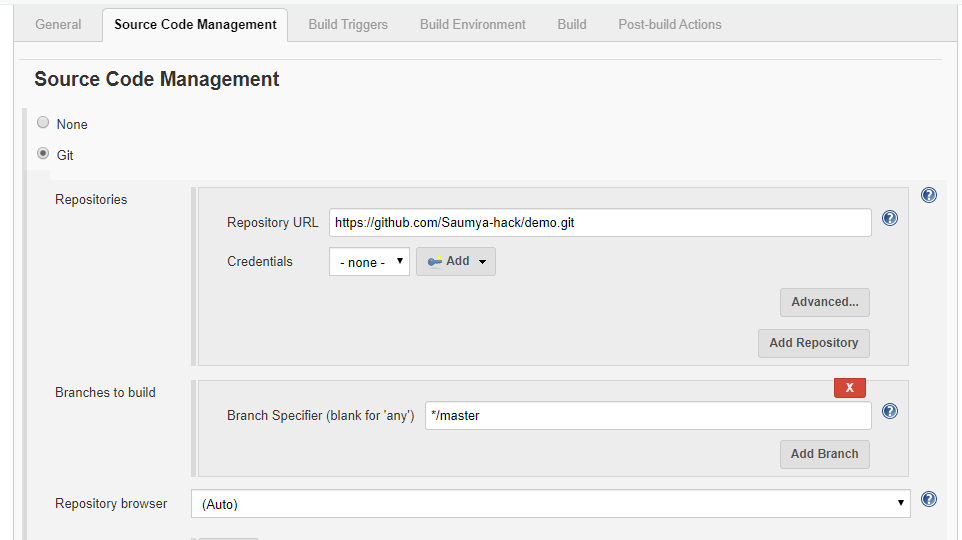 General Source Code Management Build Triggers Build Environment Build Post-build Actions
Source Code Management
None
Git
Repositories
Repository URL https://github.com/Saumya-hack/demo.git
Credentials - none - Add
Advanced...
Add Repository
X
Branches to build
Branch Specifier (blank for 'any') */master
Add Branch
Repository browser (Auto)